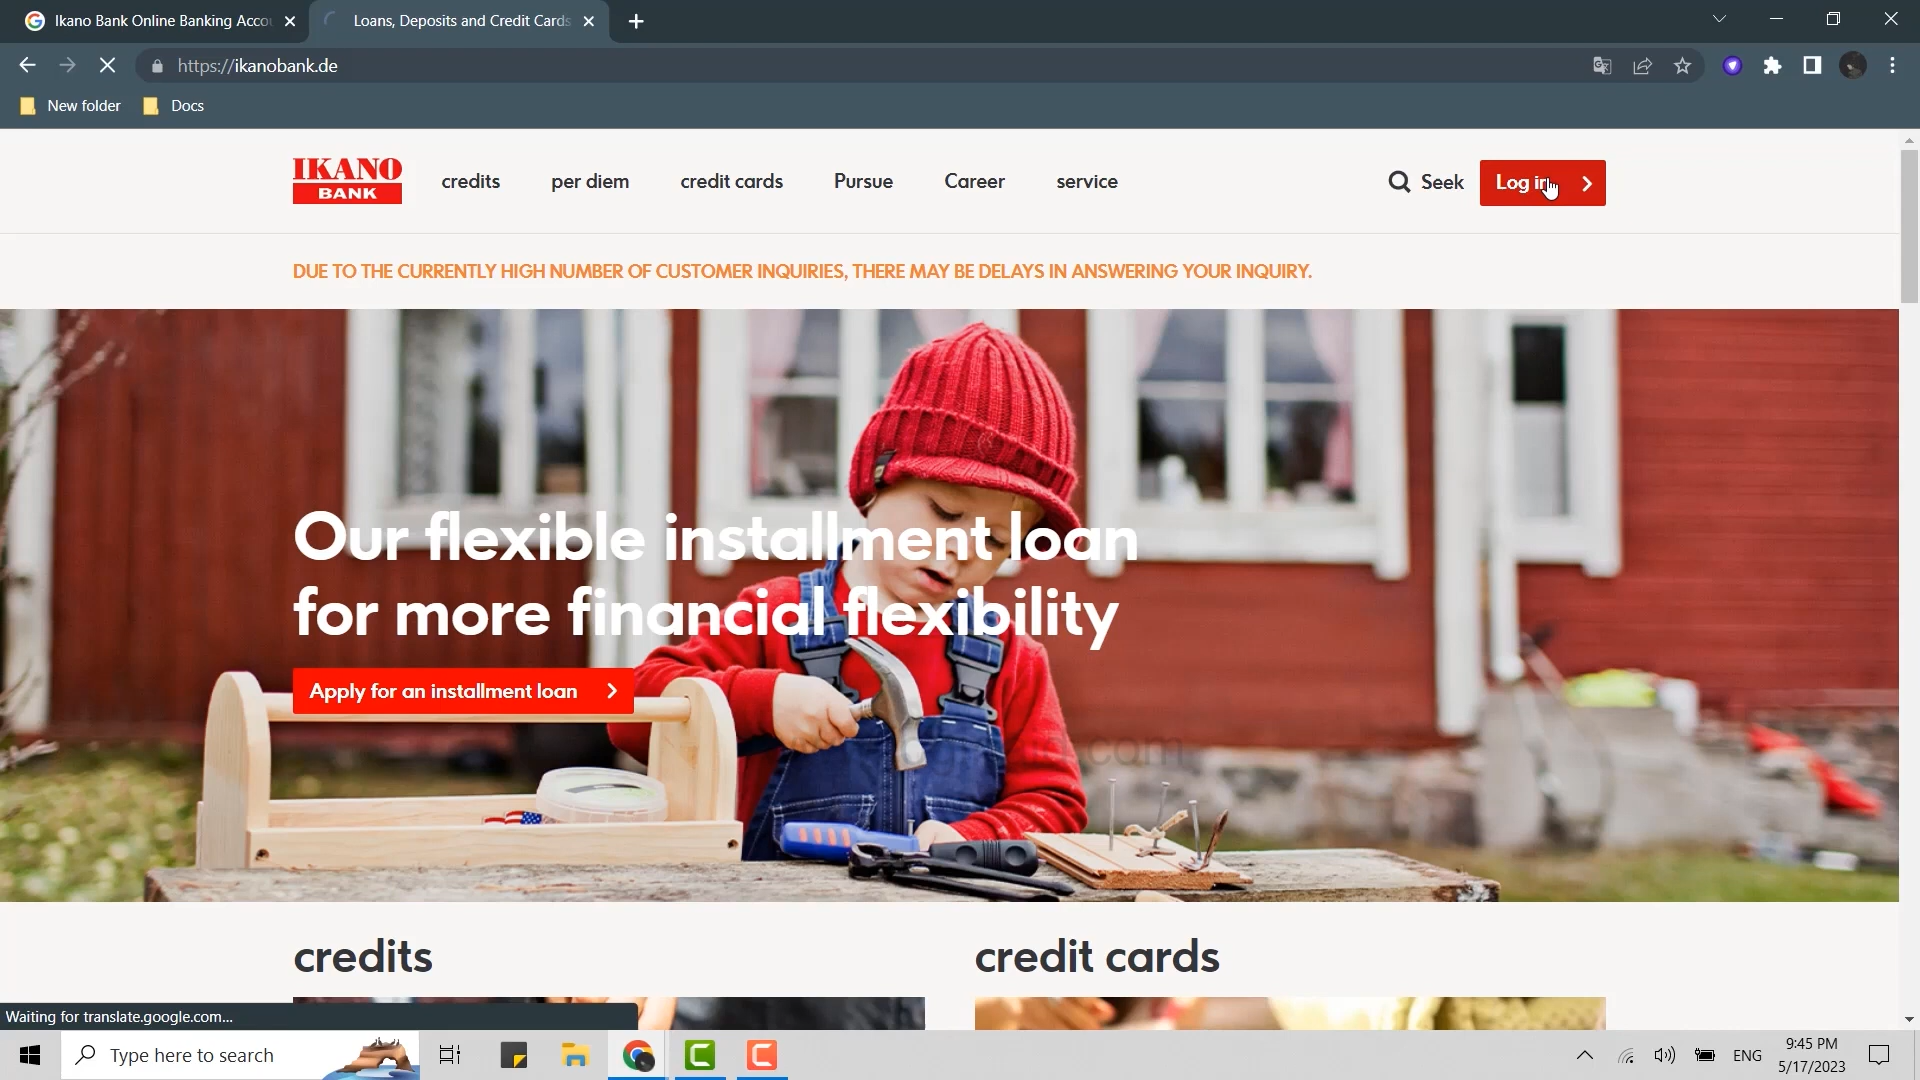 Ikano Bank Online Banking Acco
Loans, Deposits and Credit Cards
https://ikanobank.de
New folder
Docs
IKANO
BANK
credits
per diem
credit cards
Pursue
Career
service
Seek
Log in
DUE TO THE CURRENTLY HIGH NUMBER OF CUSTOMER INQUIRIES, THERE MAY BE DELAYS IN ANSWERING YOUR INQUIRY.
Our flexible installment loan
for more financial flexibility
Apply for an installment loan
credits
credit cards
Waiting for translate.google.com...
Type here to search
ENG
9:45 PM
5/17/2023